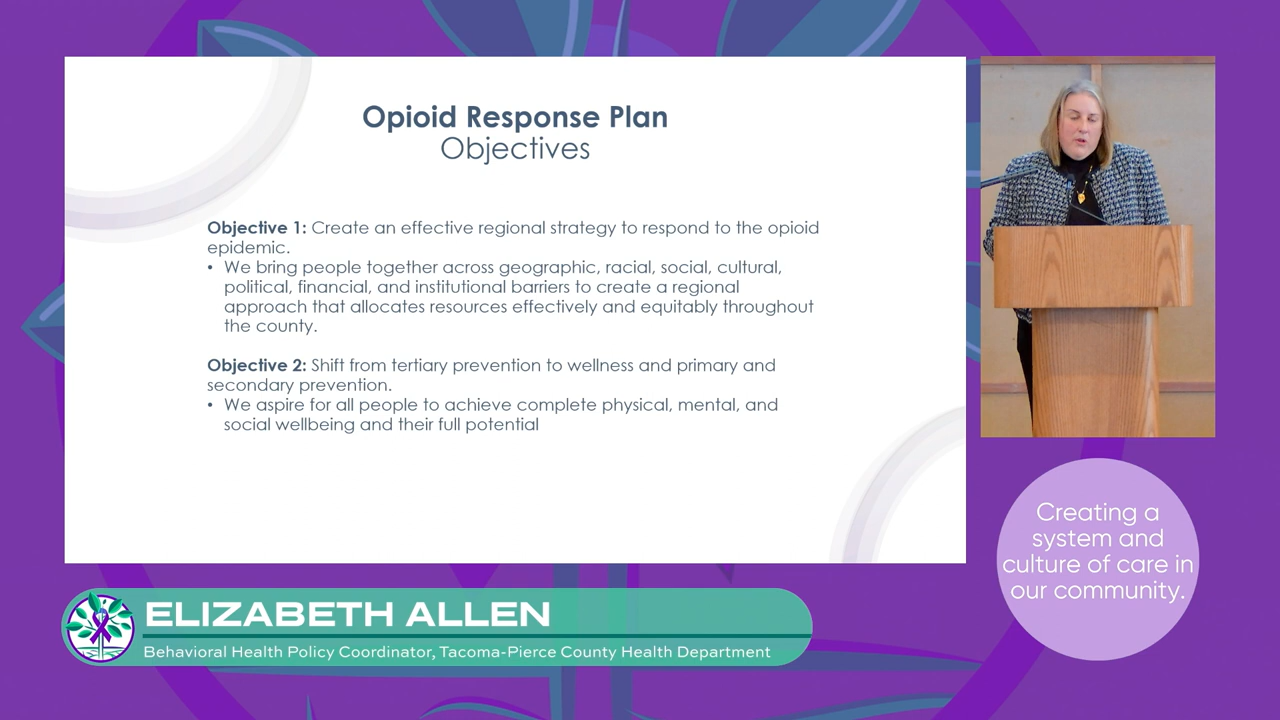 Opioid Response Plan
Objectives
Objective 1: Create an effective regional strategy to respond to the opioid
epidemic.
• We bring people together across geographic, racial, social, cultural,
political, financial, and institutional barriers to create a regional
approach that allocates resources effectively and equitably throughout
the county.
Objective 2: Shift from tertiary prevention to wellness and primary and
secondary prevention.
• We aspire for all people to achieve complete physical, mental, and
social wellbeing and their full potential
Creating a
system and
culture of care in
our community.
ELIZABETH ALLEN
Behavioral Health Policy Coordinator, Tacoma-Pierce County Health Department